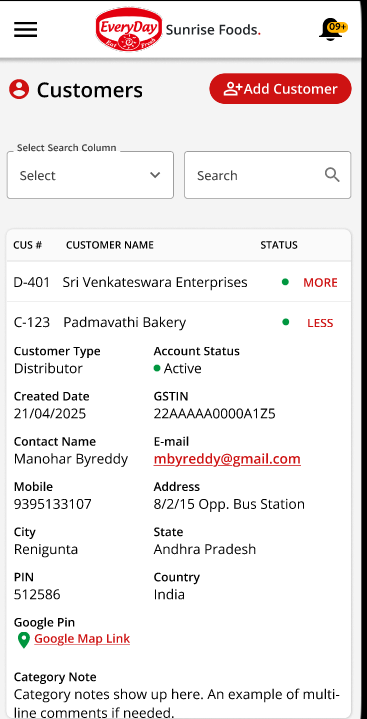 EveryDay
Eat Fresh
Sunrise Foods.
09+
Customers
Add Customer
Select Search Column
Select
Search
CUS # CUSTOMER NAME STATUS
D-401 Sri Venkateswara Enterprises MORE
C-123 Padmavathi Bakery LESS
Customer Type Account Status
Distributor Active
Created Date GSTIN
21/04/2025 22AAAAA0000A1Z5
Contact Name E-mail
Manohar Byreddy mbyreddy@gmail.com
Mobile Address
9395133107 8/2/15 Opp. Bus Station
City State
Renigunta Andhra Pradesh
PIN Country
512586 India
Google Pin
Google Map Link
Category Note
Category notes show up here. An example of multi-
line comments if needed.